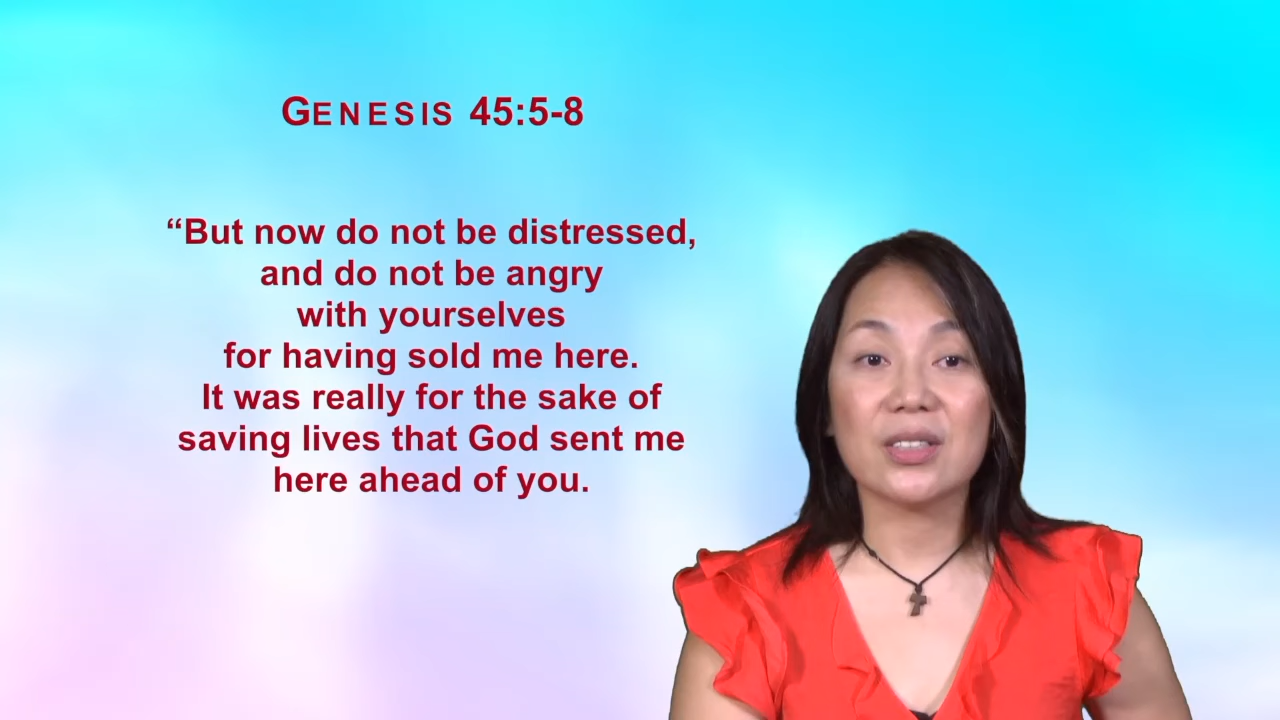 GENESIS 45:5-8
“But now do not be distressed,
and do not be angry
with yourselves
for having sold me here.
It was really for the sake of
saving lives that God sent me
here ahead of you.